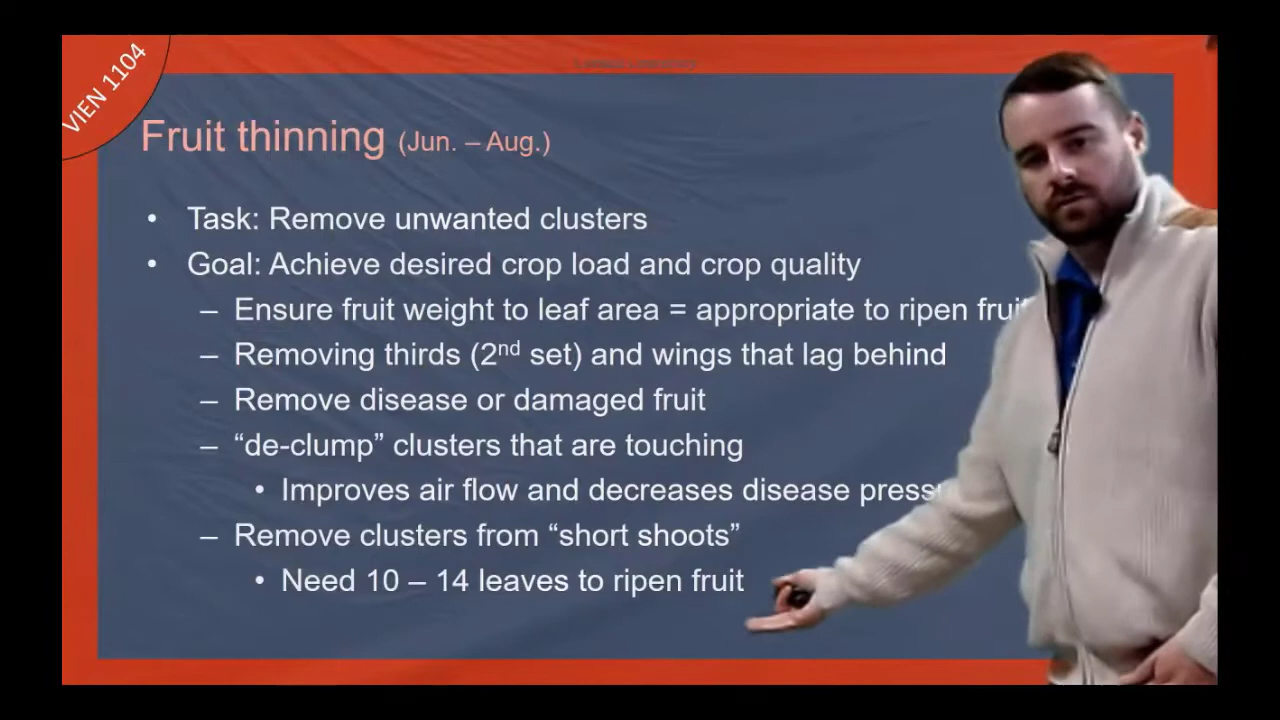 VIEN 1104
Fruit thinning (Jun. – Aug.)
• Task: Remove unwanted clusters
• Goal: Achieve desired crop load and crop quality
– Ensure fruit weight to leaf area = appropriate to ripen
– Removing thirds (2nd set) and wings that lag behind
– Remove disease or damaged fruit
– “de-clump” clusters that are touching
• Improves air flow and decreases disease
– Remove clusters from “short shoots”
• Need 10 – 14 leaves to ripen fruit